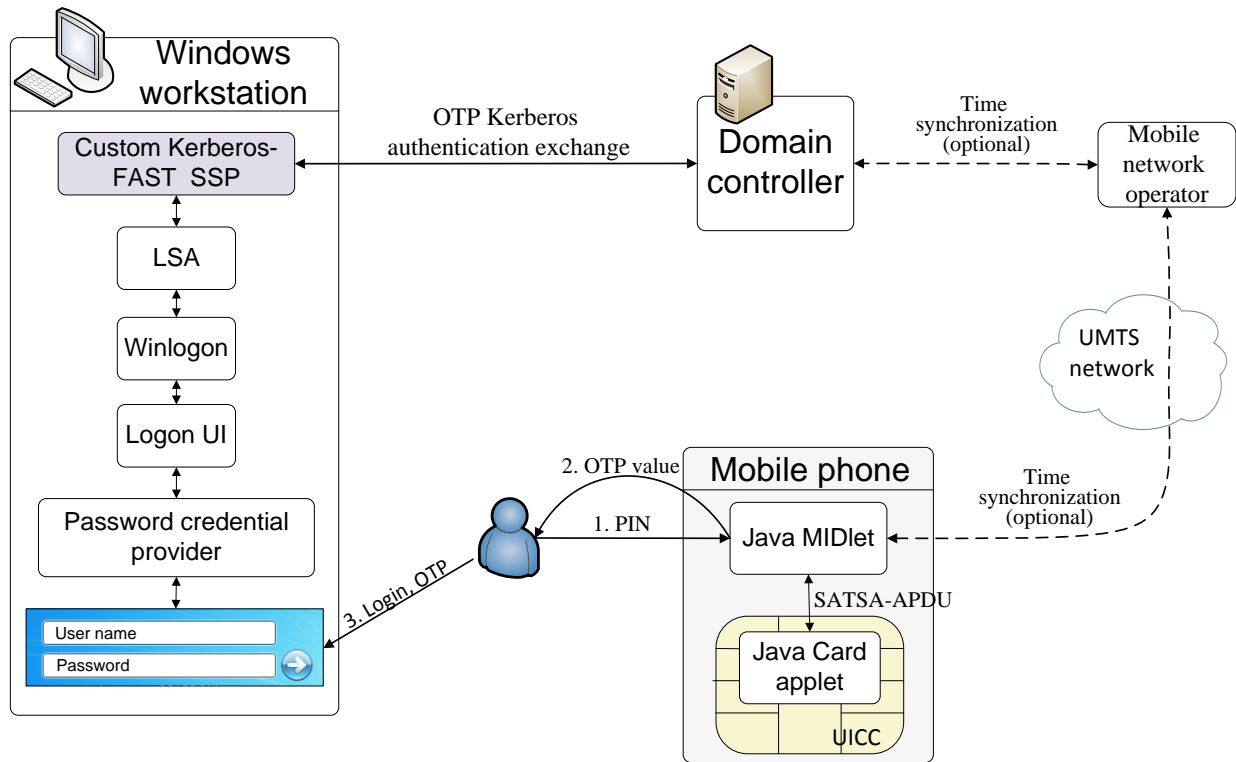 Windows
workstation
Custom Kerberos-
FAST SSP
LSA
Winlogon
Logon UI
Password credential
provider
User name
Password
OTP Kerberos
authentication exchange
Domain
controller
Time
synchronization
(optional)
Mobile
network
operator
UMTS
network
Time
synchronization
(optional)
2. OTP value
1. PIN
3. Login, OTP
Mobile phone
Java MIDlet
SATSA-APDU
Java Card
applet
UICC